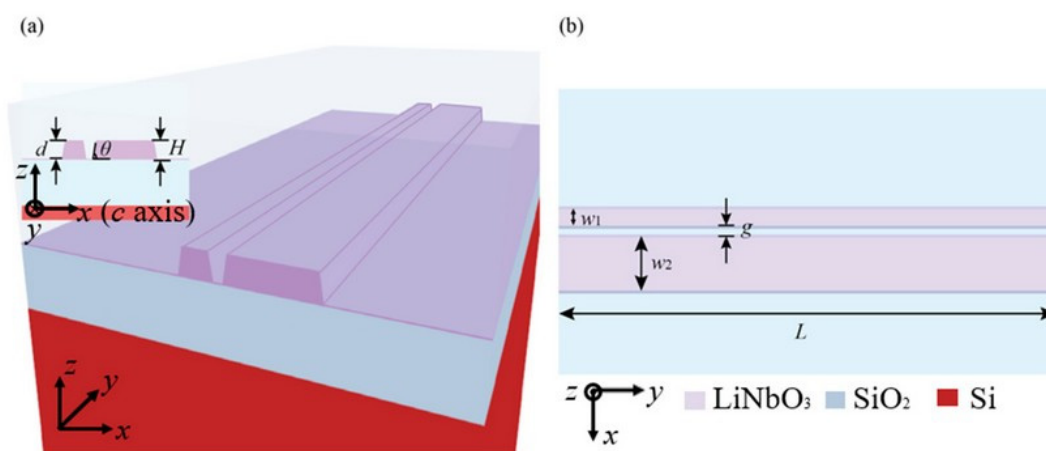 (a)
d
θ
H
z
x (c axis)
y
z
y
x
(b)
w₁
g
w₂
L
z
y
x
LiNbO₃
SiO₂
Si